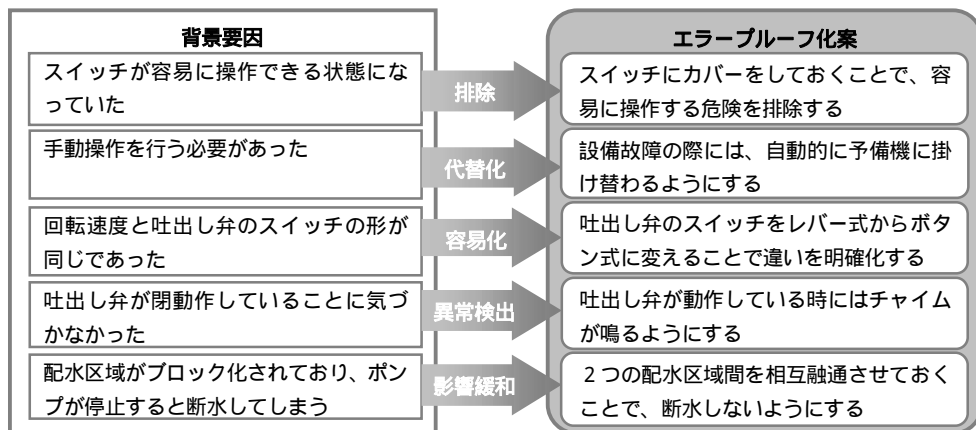 背景要因
スイッチが容易に操作できる状態にな
っていた
手動操作を行う必要があった
回転速度と吐出し弁のスイッチの形が
同じであった
吐出し弁が閉動作していることに気づ
かなかった
配水区域がブロック化されており、ポン
プが停止すると断水してしまう
排除
代替化
容易化
異常検出
影響緩和
エラープルーフ化案
スイッチにカバーをしておくことで、容
易に操作する危険を排除する
設備故障の際には、自動的に予備機に掛
け替わるようにする
吐出し弁のスイッチをレバー式からボタ
ン式に変えることで違いを明確化する
吐出し弁が動作している時にはチャイム
が鳴るようにする
2つの配水区域間を相互融通させておく
ことで、断水しないようにする